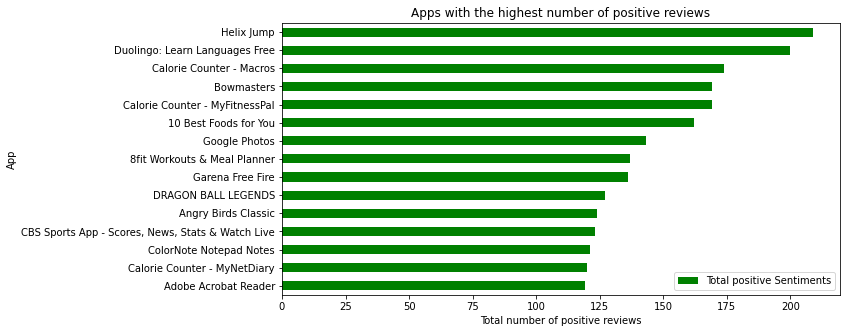 Apps with the highest number of positive reviews
App
Helix Jump
Duolingo: Learn Languages Free
Calorie Counter - Macros
Bowmasters
Calorie Counter - MyFitnessPal
10 Best Foods for You
Google Photos
8fit Workouts & Meal Planner
Garena Free Fire
DRAGON BALL LEGENDS
Angry Birds Classic
CBS Sports App - Scores, News, Stats & Watch Live
ColorNote Notepad Notes
Calorie Counter - MyNetDiary
Adobe Acrobat Reader
Total positive Sentiments
0 25 50 75 100 125 150 175 200
Total number of positive reviews